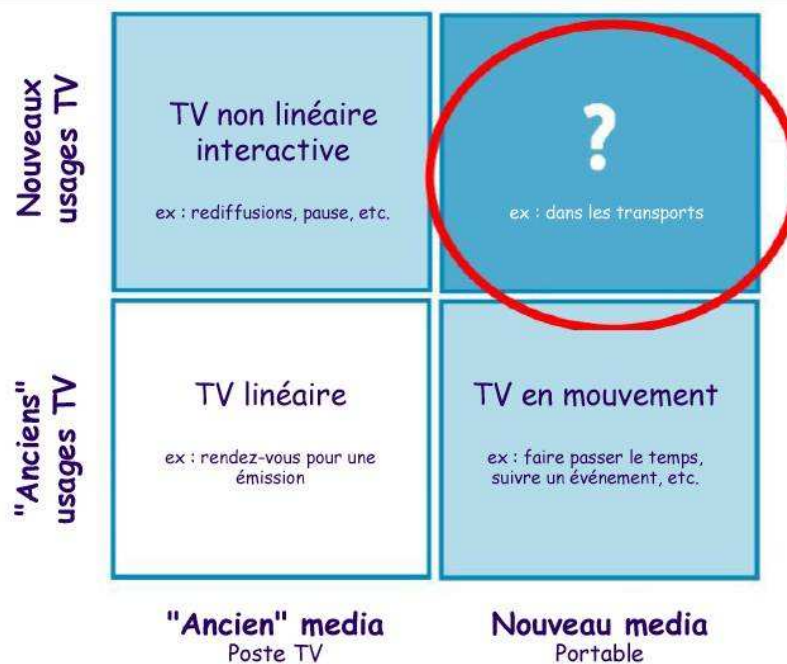 Nouveaux
usages TV
TV non linéaire
interactive
ex : rediffusions, pause, etc.
?
ex : dans les transports
"Anciens"
usages TV
TV linéaire
ex : rendez-vous pour une
émission
TV en mouvement
ex : faire passer le temps,
suivre un événement, etc.
"Ancien" media
Poste TV
Nouveau media
Portable